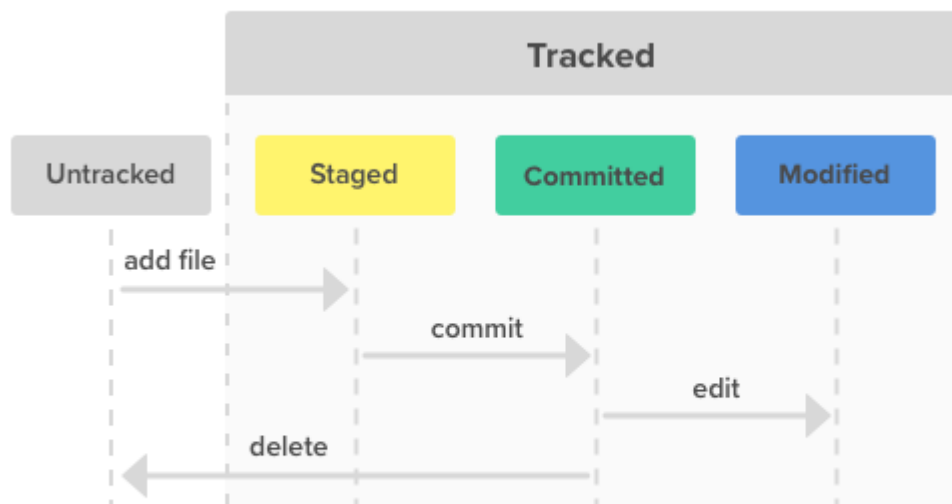 Tracked
Untracked
Staged
Committed
Modified
add file
commit
edit
delete